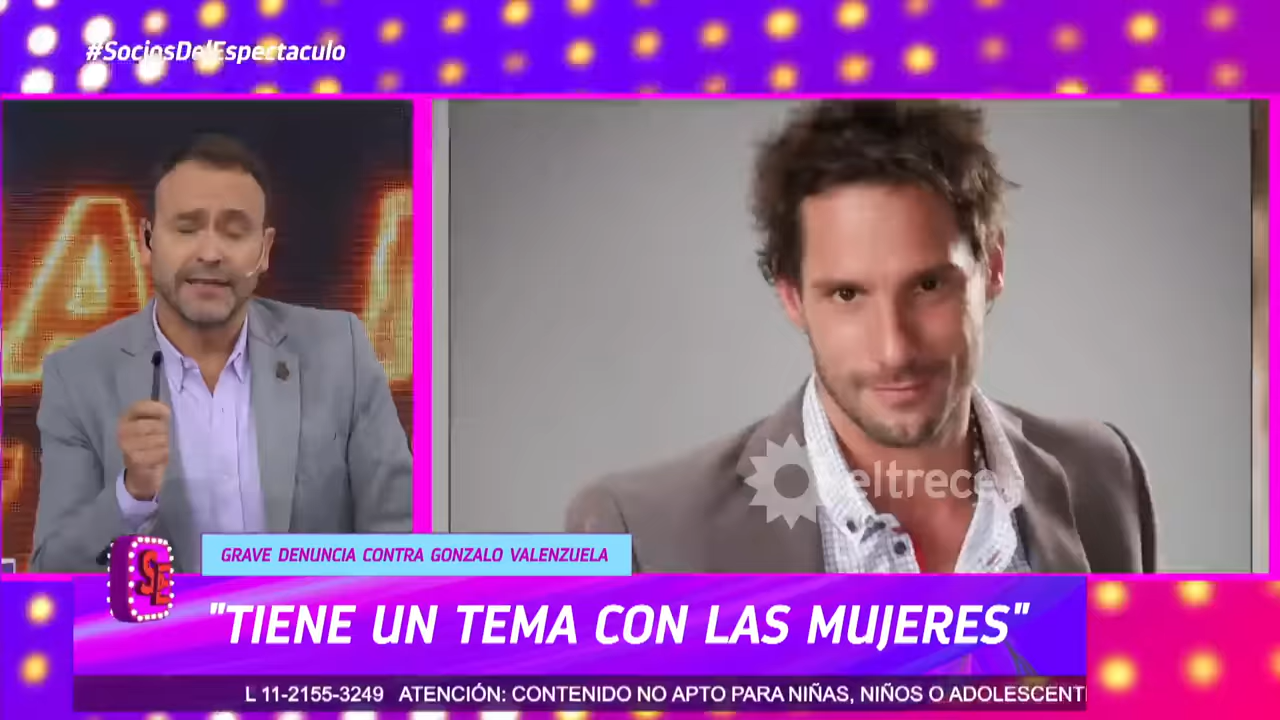 #SociosDelEspectaculo
eltrece
GRAVE DENUNCIA CONTRA GONZALO VALENZUELA
SE
"TIENE UN TEMA CON LAS MUJERES"
L 11-2155-3249 ATENCIÓN: CONTENIDO NO APTO PARA NIÑAS, NIÑOS O ADOLESCENT